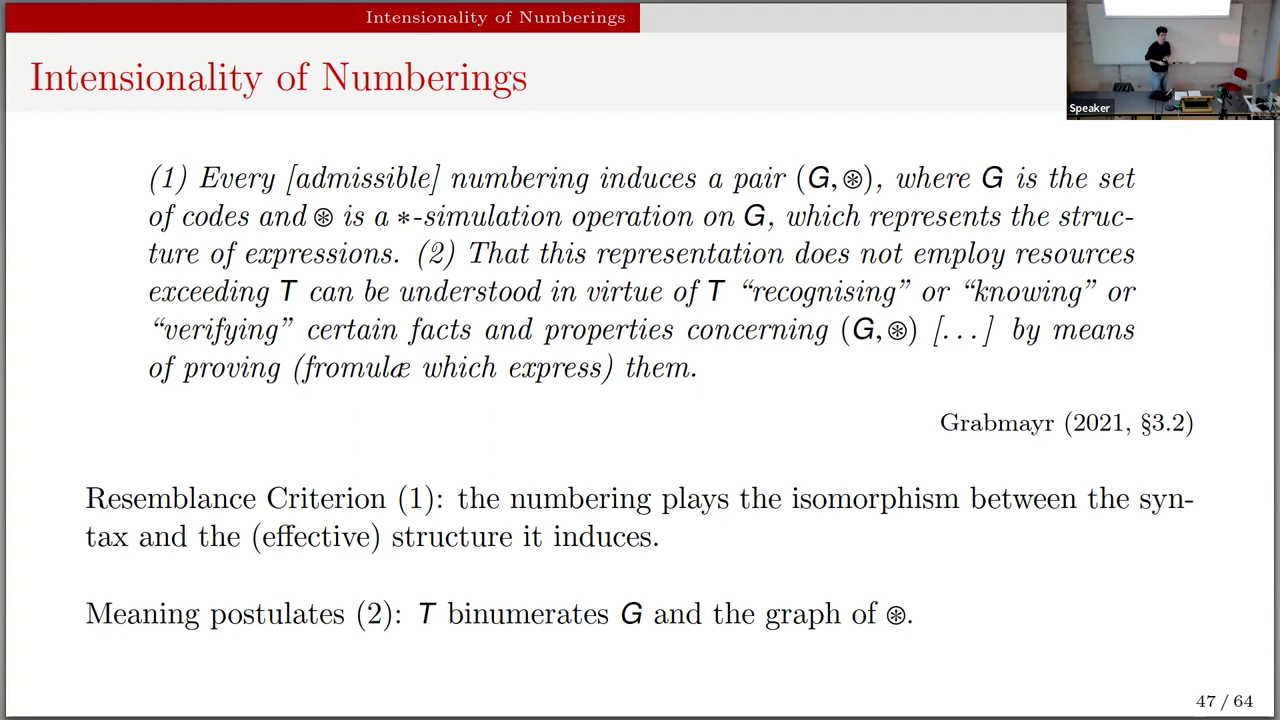 Intensionality of Numberings
Intensionality of Numberings
Speaker
(1) Every [admissible] numbering induces a pair (G, ⊛), where G is the set
of codes and ⊛ is a ∗-simulation operation on G, which represents the struc-
ture of expressions. (2) That this representation does not employ resources
exceeding T can be understood in virtue of T “recognising” or “knowing” or
“verifying” certain facts and properties concerning (G, ⊛) [...] by means
of proving (fromulæ which express) them.
Grabmayr (2021, §3.2)
Resemblance Criterion (1): the numbering plays the isomorphism between the syn-
tax and the (effective) structure it induces.
Meaning postulates (2): T binumerates G and the graph of ⊛.
47 / 64